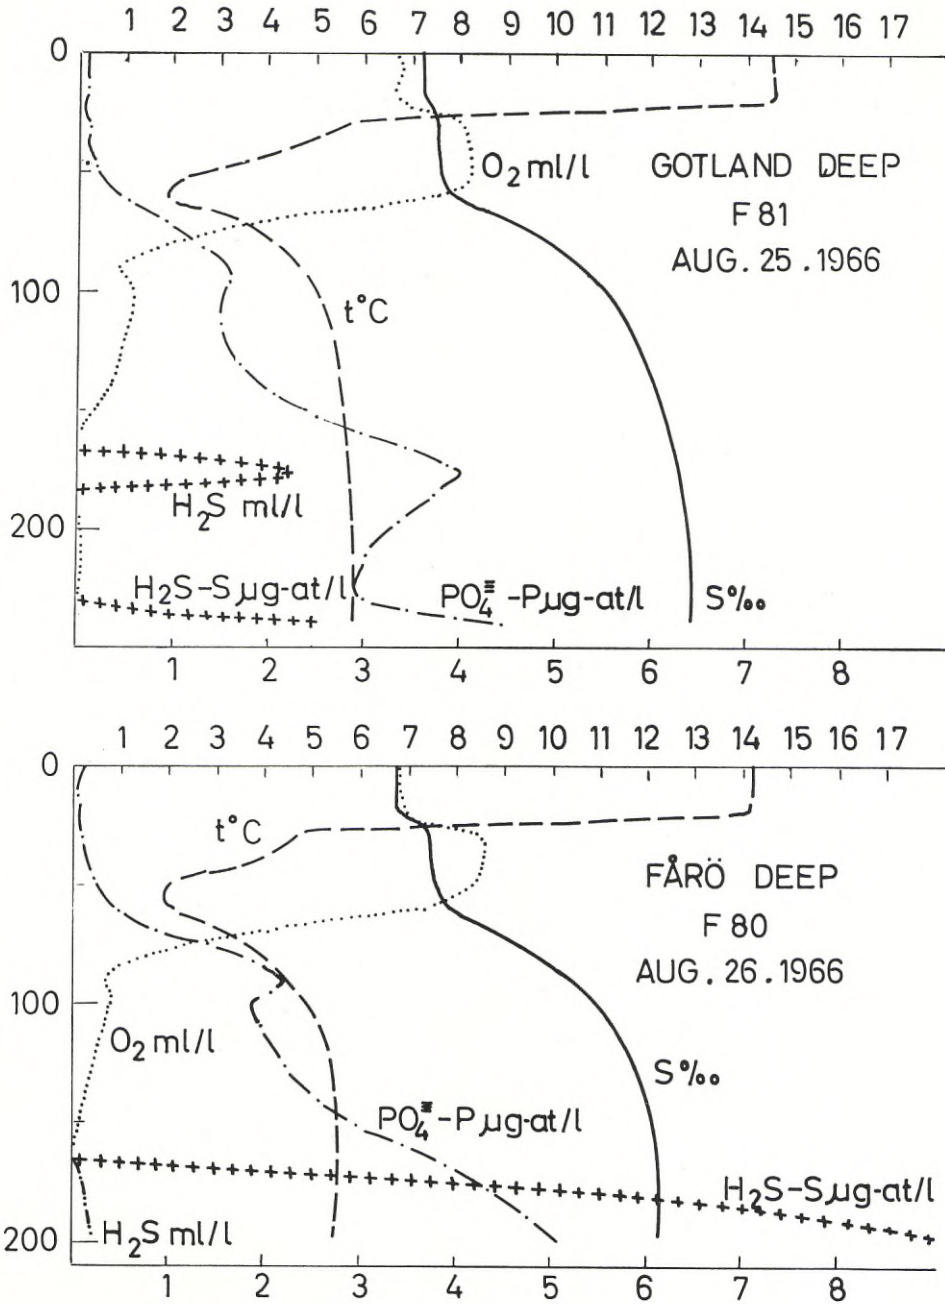 1 2 3 4 5 6 7 8 9 10 11 12 13 14 15 16 17
0
O₂ ml/l
GOTLAND DEEP
F 81
AUG. 25 . 1966
100
t°C
H₂S ml/l
200
H₂S-S µg-at/l
PO₄≡-P µg-at/l
S‰
1 2 3 4 5 6 7 8
1 2 3 4 5 6 7 8 9 10 11 12 13 14 15 16 17
0
t°C
FÅRÖ DEEP
F 80
AUG. 26 . 1966
100
O₂ ml/l
S‰
PO₄≡-P µg-at/l
H₂S-S µg-at/l
H₂S ml/l
200
1 2 3 4 5 6 7 8